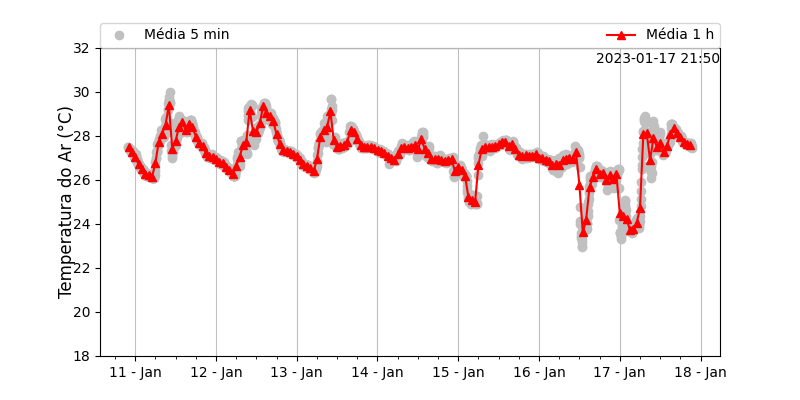 Média 5 min
Média 1 h
2023-01-17 21:50
Temperatura do Ar (°C)
32
30
28
26
24
22
20
18
11 - Jan
12 - Jan
13 - Jan
14 - Jan
15 - Jan
16 - Jan
17 - Jan
18 - Jan